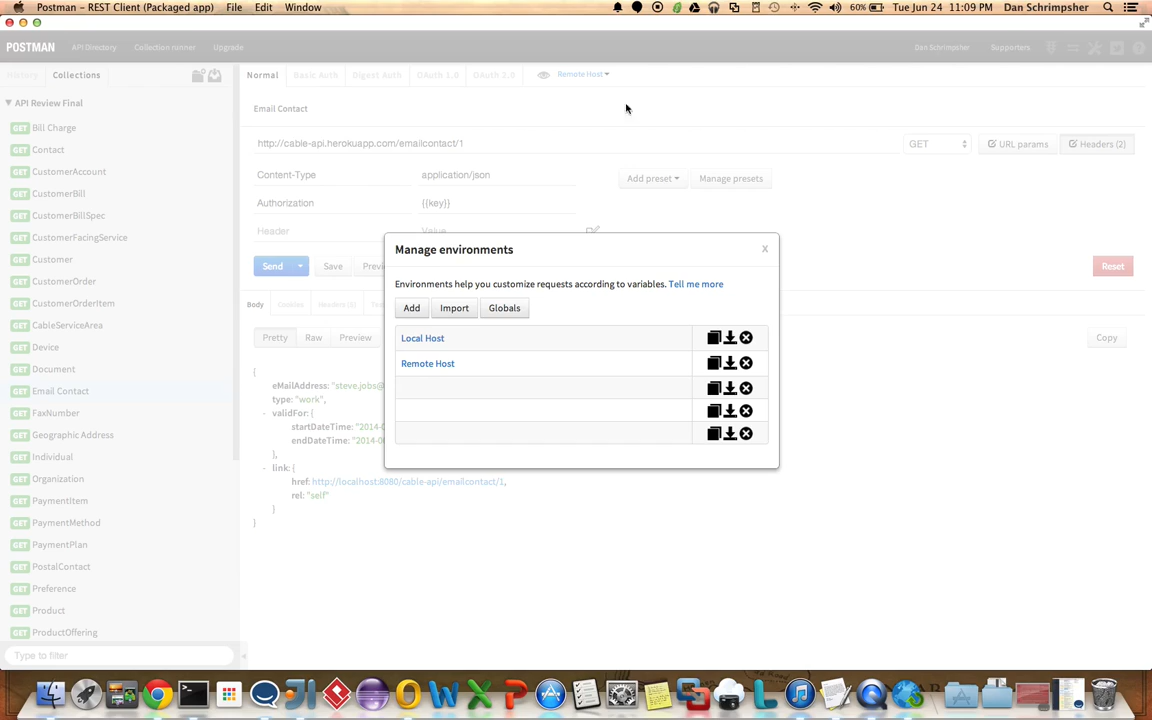 Postman - REST Client (Packaged app) File Edit Window 60% Tue Jun 24 11:09 PM Dan Schrimpsher
POSTMAN API Directory Collection runner Upgrade Dan Schrimpsher Supporters
History Collections Normal Basic Auth Digest Auth OAuth 1.0 OAuth 2.0 Remote Host
API Review Final
Email Contact
GET Bill Charge
http://cable-api.herokuapp.com/emailcontact/1 GET URL params Headers (2)
GET Contact
GET CustomerAccount
Content-Type application/json Add preset Manage presets
GET CustomerBill
Authorization {{key}}
GET CustomerBillSpec
Header Value
GET CustomerFacingService
GET Customer
Send Save Previ Reset
GET CustomerOrder
GET CustomerOrderItem
Body Cookies Headers (8) Tes
GET CableServiceArea
Pretty Raw Preview Copy
GET Device
GET Document
{
GET Email Contact
eMailAddress: "steve.jobs@
type: "work",
GET FaxNumber
- validFor: {
startDateTime: "2014-0
GET Geographic Address
endDateTime: "2014-0
GET Individual
},
- link: {
GET Organization
href: http://localhost:8080/cable-api/emailcontact/1,
rel: "self"
GET PaymentItem
}
GET PaymentMethod
}
GET PaymentPlan
GET PostalContact
GET Preference
GET Product
GET ProductOffering
Type to filter
Manage environments x
Environments help you customize requests according to variables. Tell me more
Add Import Globals
Local Host
Remote Host